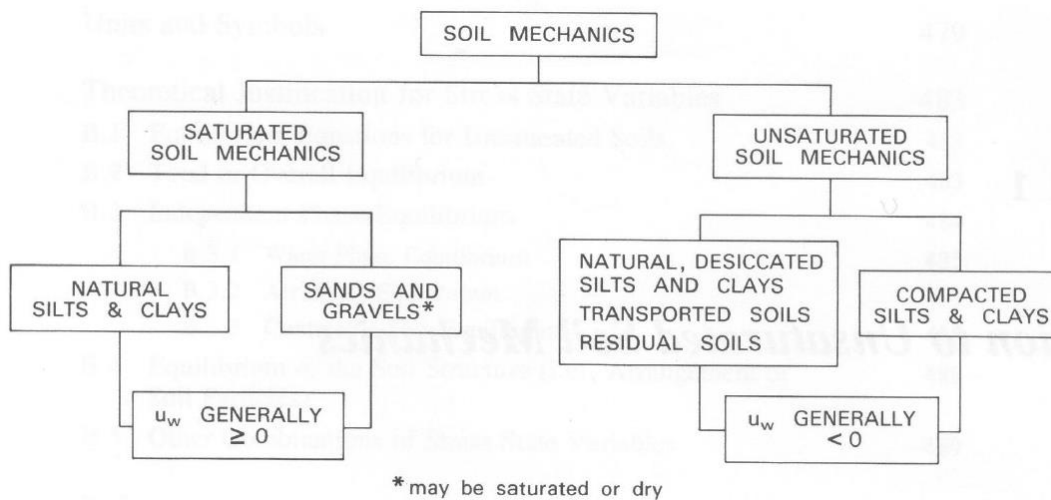 SOIL MECHANICS
SATURATED
SOIL MECHANICS
UNSATURATED
SOIL MECHANICS
NATURAL
SILTS & CLAYS
SANDS AND
GRAVELS*
NATURAL, DESICCATED
SILTS AND CLAYS
TRANSPORTED SOILS
RESIDUAL SOILS
COMPACTED
SILTS & CLAYS
u_w GENERALLY
≥ 0
u_w GENERALLY
< 0
*may be saturated or dry